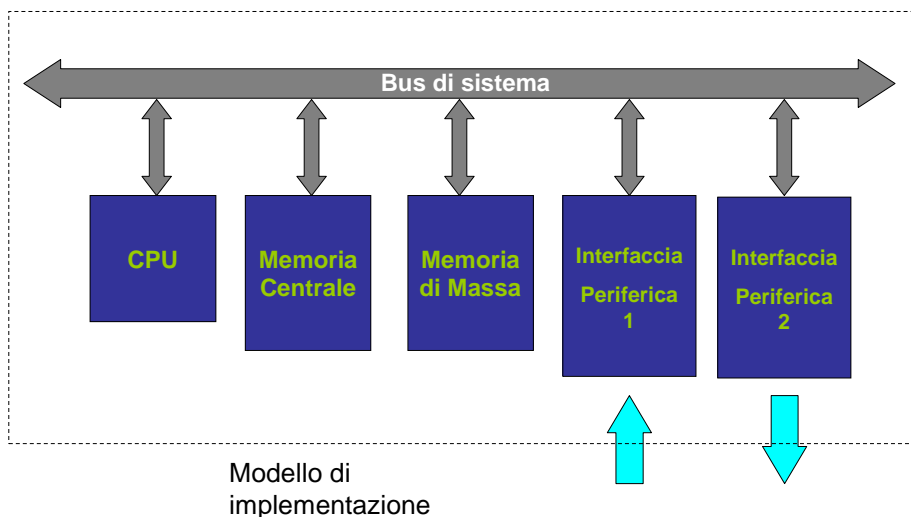 Bus di sistema
CPU
Memoria
Centrale
Memoria
di Massa
Interfaccia
Periferica
1
Interfaccia
Periferica
2
Modello di
implementazione